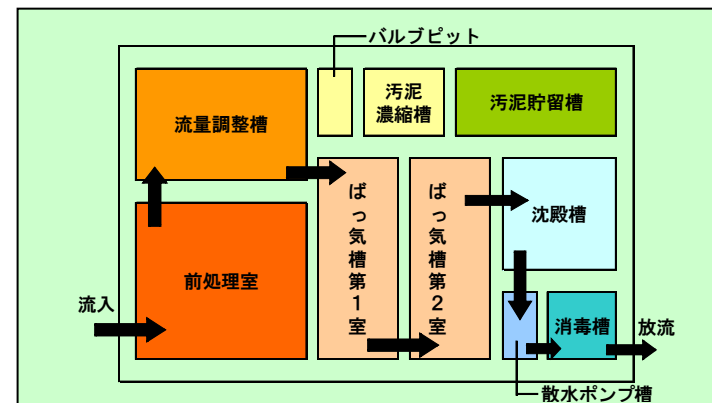 バルブピット
流量調整槽
汚泥
濃縮槽
汚泥貯留槽
ばっ気槽第1室
ばっ気槽第2室
沈殿槽
前処理室
流入
消毒槽
放流
散水ポンプ槽